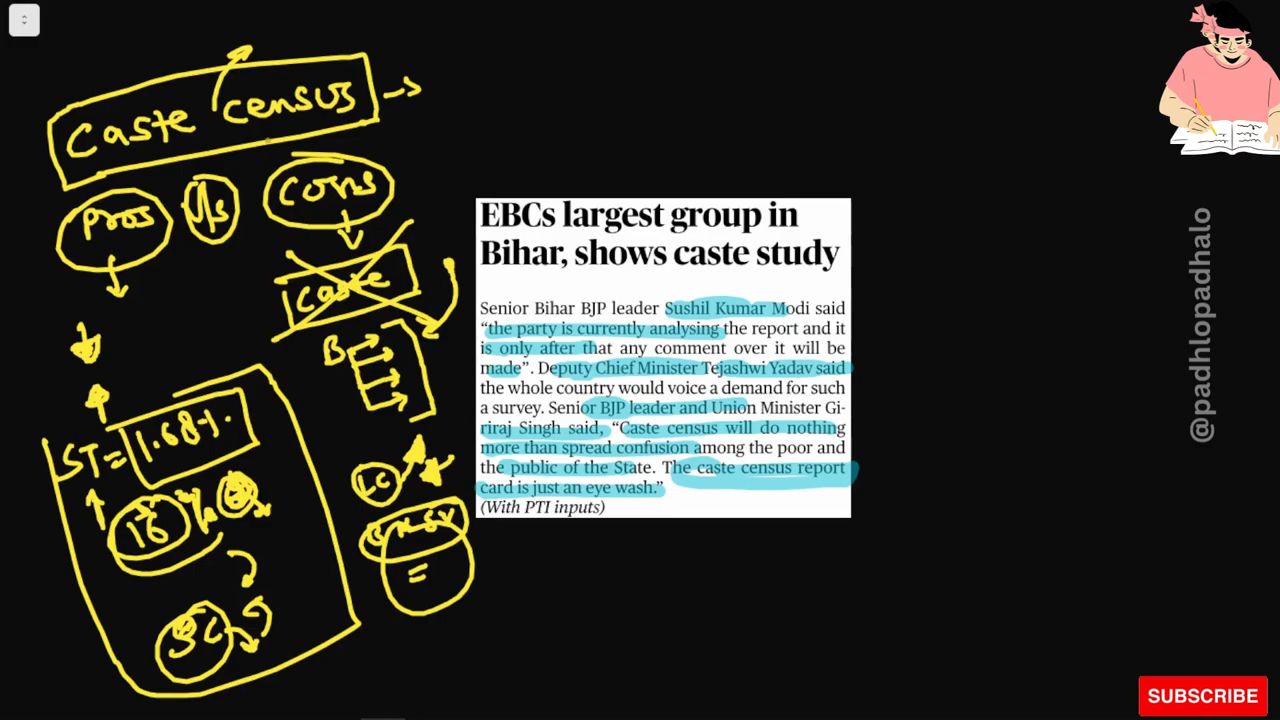 Caste census
Pros
V/s
Cons
Caste
B
ST = 1.68%
LC
SC
=
EBCs largest group in
Bihar, shows caste study
Senior Bihar BJP leader Sushil Kumar Modi said
“the party is currently analysing the report and it
is only after that any comment over it will be
made”. Deputy Chief Minister Tejashwi Yadav said
the whole country would voice a demand for such
a survey. Senior BJP leader and Union Minister Gi-
riraj Singh said, “Caste census will do nothing
more than spread confusion among the poor and
the public of the State. The caste census report
card is just an eye wash.”
(With PTI inputs)
@padhlopadhalo
SUBSCRIBE